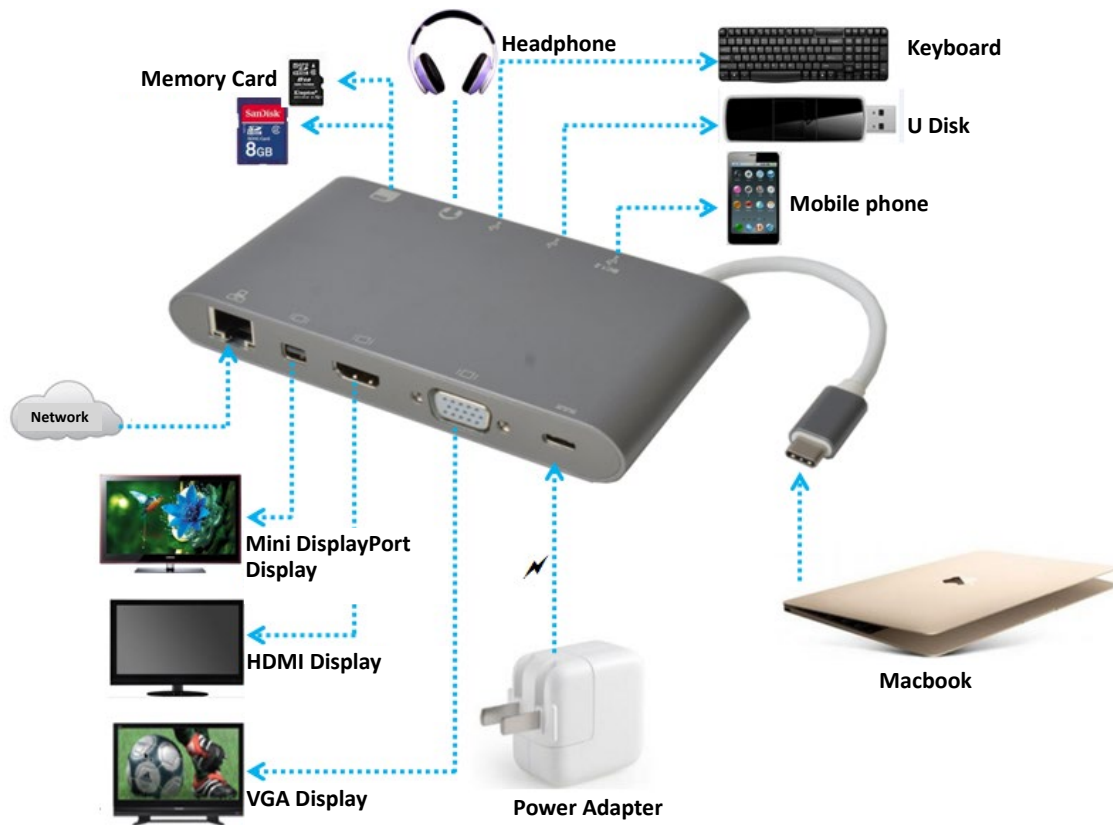 Headphone
Keyboard
Memory Card
SanDisk
8GB
U Disk
Mobile phone
Network
Mini DisplayPort
Display
HDMI Display
VGA Display
Power Adapter
Macbook